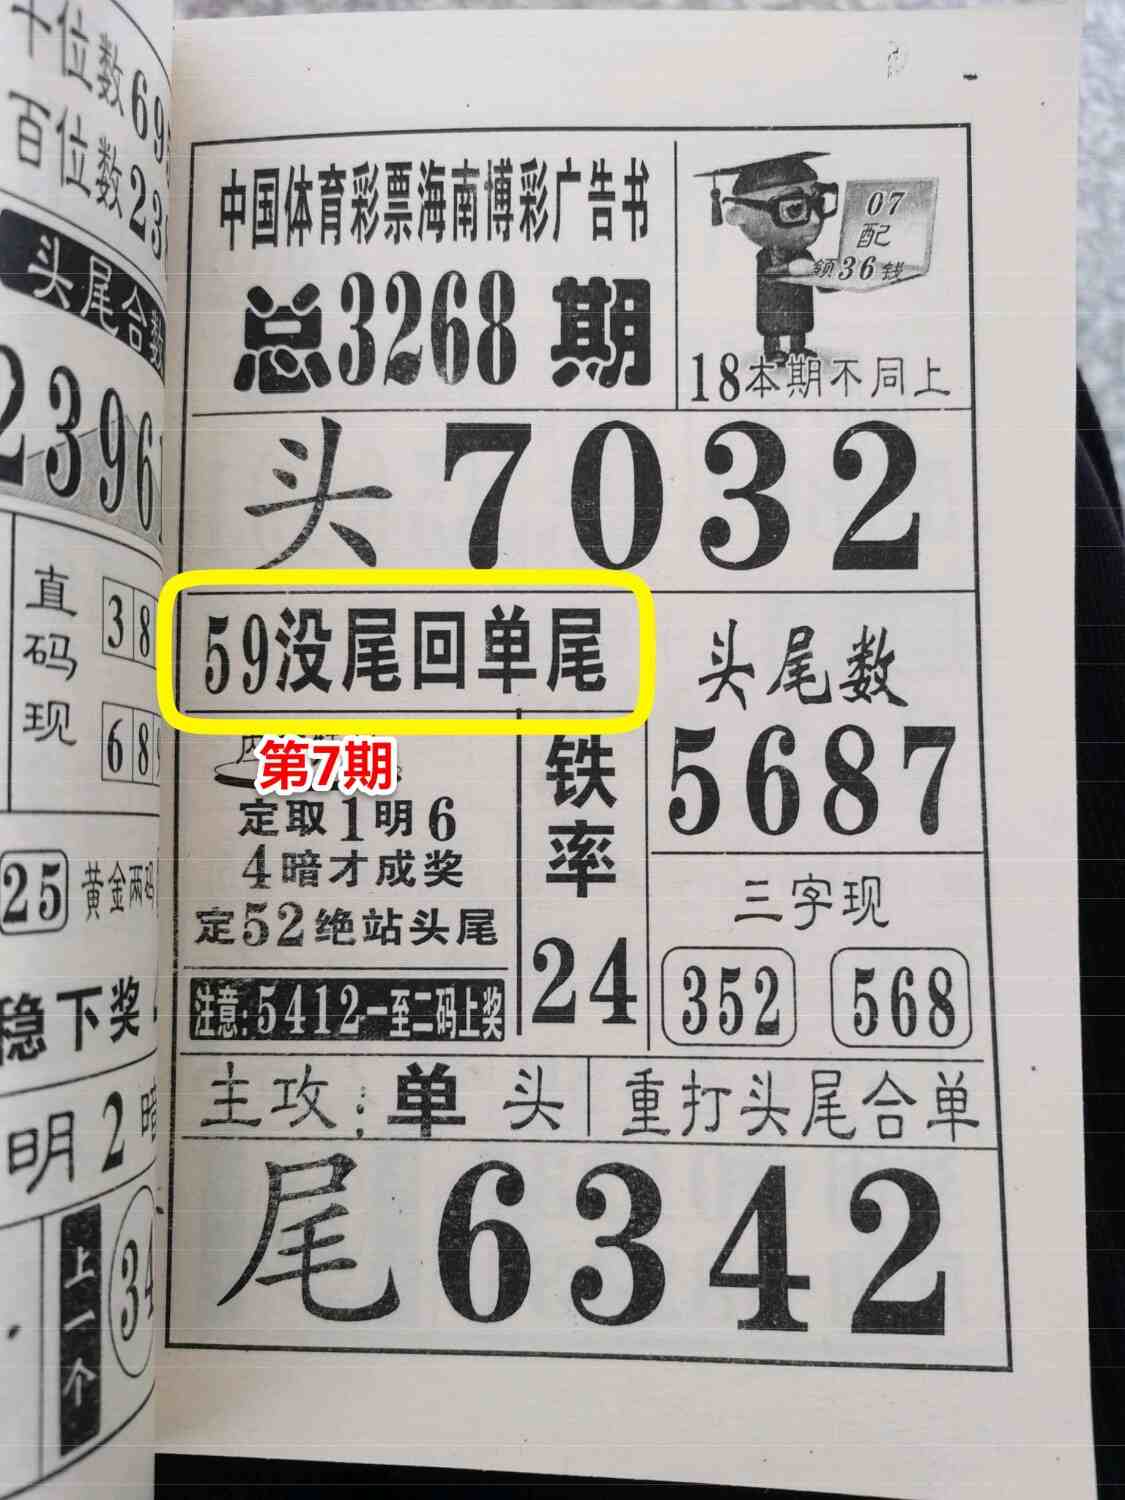 十位数69
百位数23
头尾合数
2396
直码现
38
689
25
黄金两码
稳下奖
明2暗
上一个
34
中国体育彩票海南博彩广告书
总3268期
07
配
领36钱
18本期不同上
头7032
59没尾回单尾
第7期
头尾数
5687
定取1明6
4暗才成奖
定52绝站头尾
注意:5412一至二码上奖
铁率
24
三字现
352 568
主攻:单头
重打头尾合单
尾6342